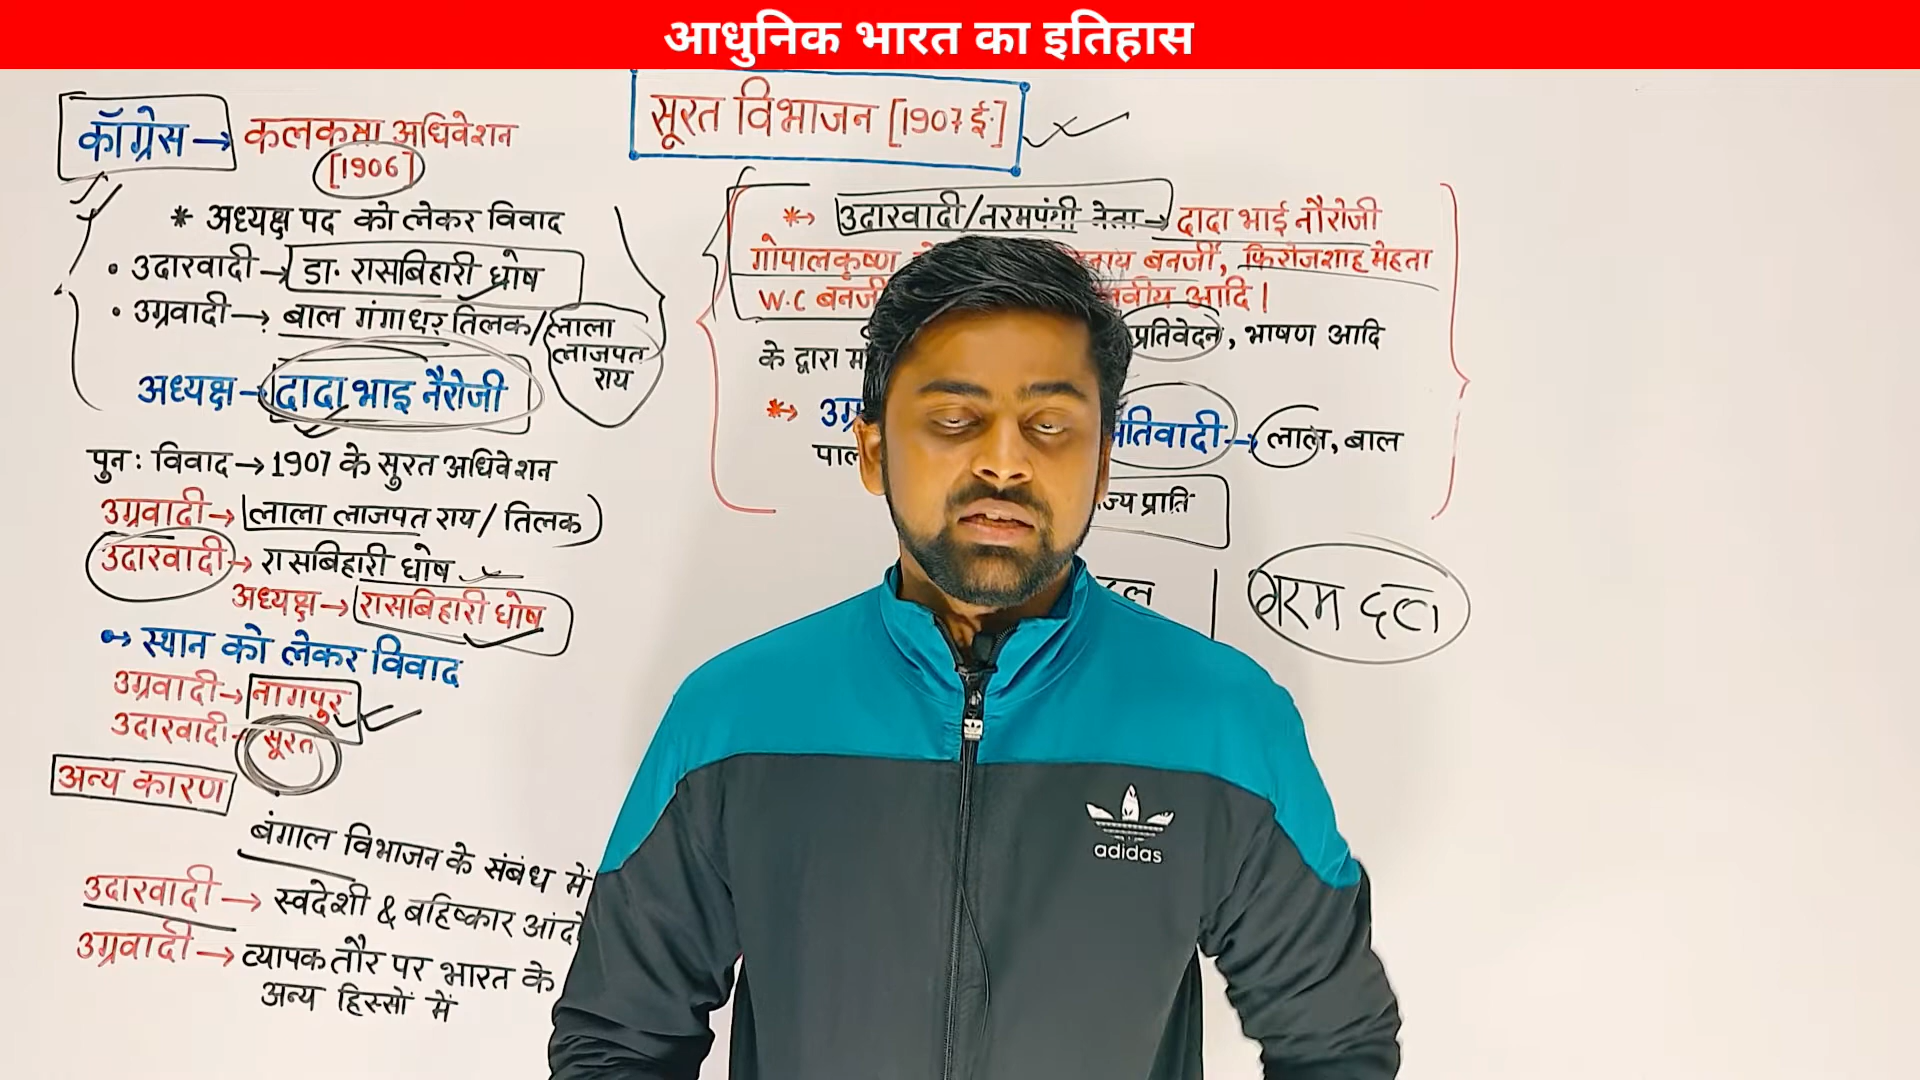 आधुनिक भारत का इतिहास
सूरत विभाजन [1907 ई.]
कॉग्रेस → कलकत्ता अधिवेशन
[1906]
* अध्यक्ष पद को लेकर विवाद
• उदारवादी → डा. रासबिहारी घोष
• उग्रवादी → बाल गंगाधर तिलक/लाला
लाजपत
राय
अध्यक्ष → दादा भाई नैरोजी
पुनः विवाद → 1907 के सुरत अधिवेशन
उग्रवादी → लाला लाजपत राय/तिलक
उदारवादी → रासबिहारी घोष
अध्यक्ष → रासबिहारी घोष
→ स्थान को लेकर विवाद
उग्रवादी → नागपुर
उदारवादी - सूरत
अन्य कारण
बंगाल विभाजन के संबंध में
उदारवादी → स्वदेशी & बहिष्कार
उग्रवादी → व्यापक तौर पर भारत के
अन्य हिस्सों में
*→ उदारवादी/नरमपंथी नेता → दादा भाई नौरोजी
गोपालकृष्ण बनर्जी, फिरोजशाह मेहता
W.C बनर्जी आदि |
के द्वारा प्रतिवेदन, भाषण आदि
*→ → लाल, बाल
पाल
गरम दल
adidas